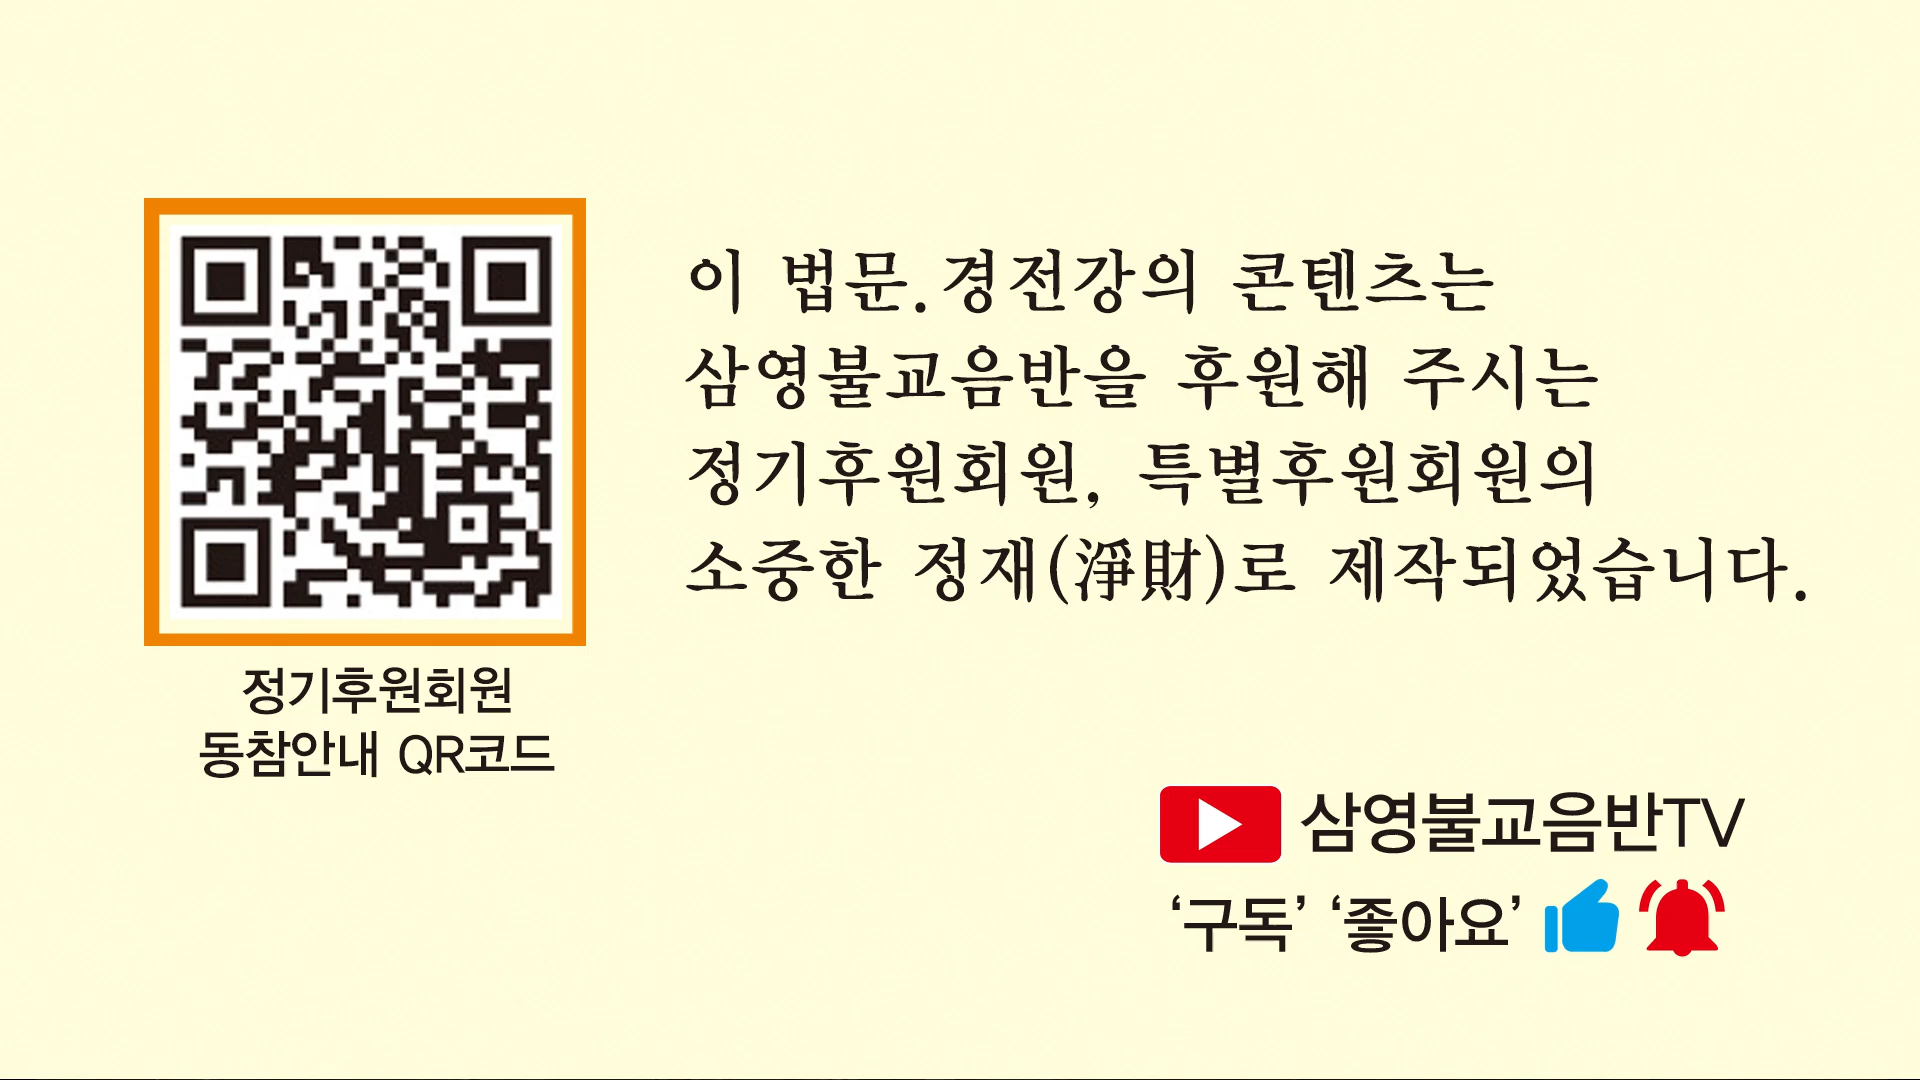 이 법문.경전강의 콘텐츠는
삼영불교음반을 후원해 주시는
정기후원회원, 특별후원회원의
소중한 정재(淨財)로 제작되었습니다.
정기후원회원
동참안내 QR코드
삼영불교음반TV
‘구독’ ‘좋아요’